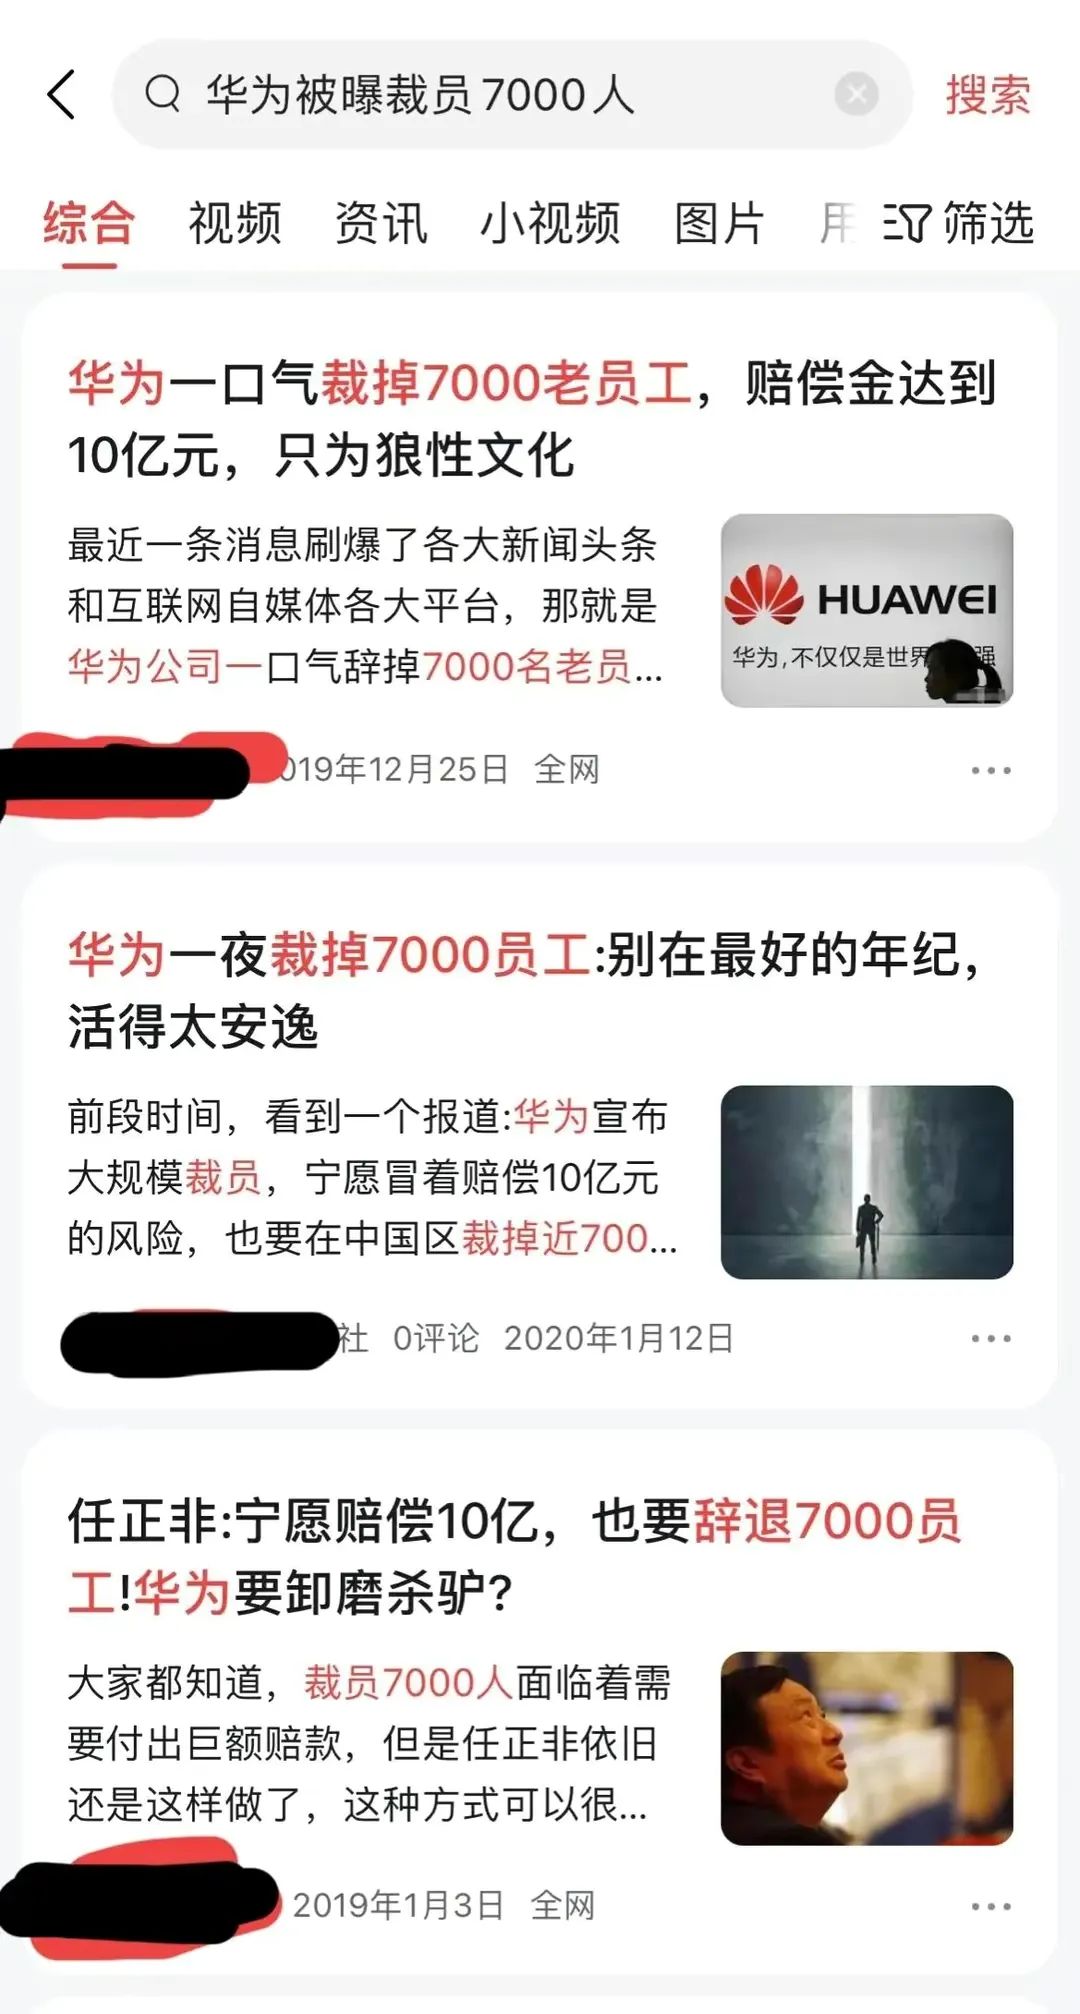 华为被曝裁员7000人
搜索
综合 视频 资讯 小视频 图片 筛选
华为一口气裁掉7000老员工，赔偿金达到
10亿元，只为狼性文化
最近一条消息刷爆了各大新闻头条
和互联网自媒体各大平台，那就是
华为公司一口气辞掉7000名老员...
HUAWEI
华为,不仅仅是世界
强
019年12月25日 全网
华为一夜裁掉7000员工:别在最好的年纪，
活得太安逸
前段时间，看到一个报道:华为宣布
大规模裁员，宁愿冒着赔偿10亿元
的风险，也要在中国区裁掉近700...
社 0评论 2020年1月12日
任正非:宁愿赔偿10亿，也要辞退7000员
工!华为要卸磨杀驴?
大家都知道，裁员7000人面临着需
要付出巨额赔款，但是任正非依旧
还是这样做了，这种方式可以很...
2019年1月3日 全网